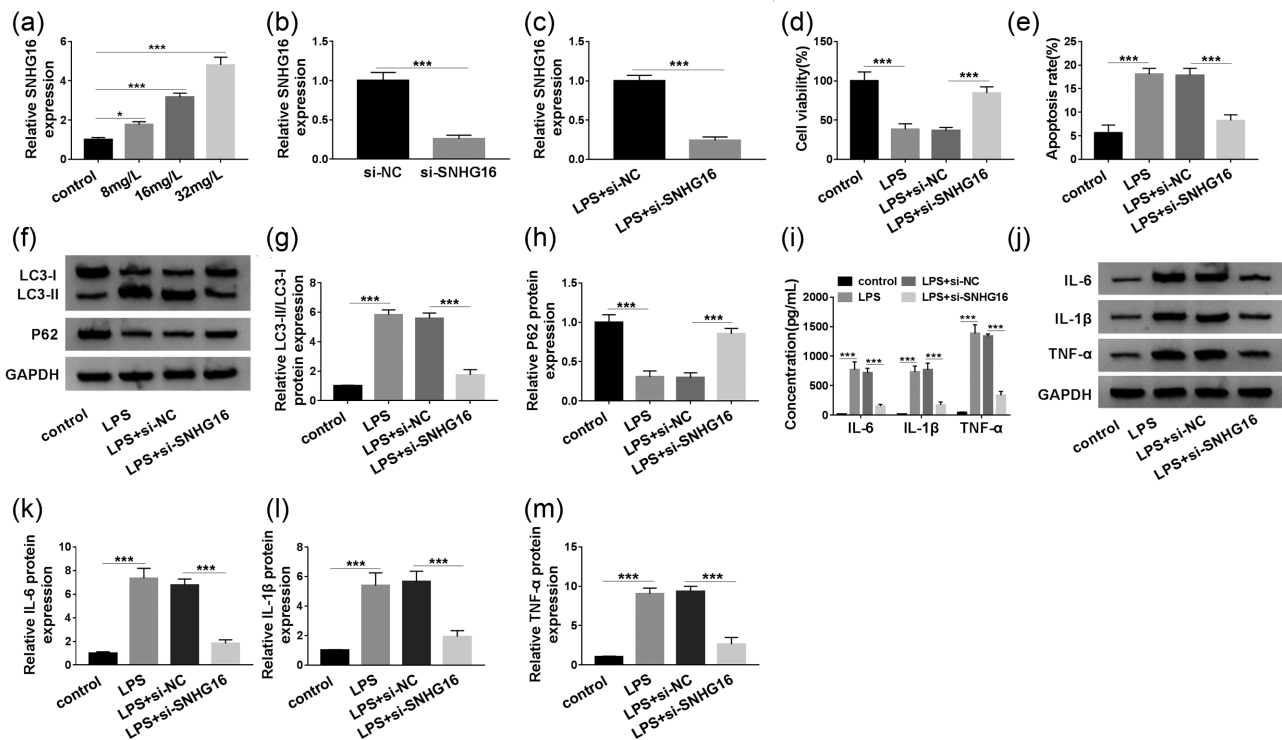 (a)
Relative SNHG16
expression
6
4
2
0
*
***
***
control
8mg/L
16mg/L
32mg/L
(b)
Relative SNHG16
expression
1.5
1.0
0.5
0.0
***
si-NC
si-SNHG16
(c)
Relative SNHG16
expression
1.5
1.0
0.5
0.0
***
LPS+si-NC
LPS+si-SNHG16
(d)
Cell viability(%)
150
100
50
0
***
***
control
LPS
LPS+si-NC
LPS+si-SNHG16
(e)
Apoptosis rate(%)
25
20
15
10
5
0
***
***
control
LPS
LPS+si-NC
LPS+si-SNHG16
(f)
LC3-I
LC3-II
P62
GAPDH
control
LPS
LPS+si-NC
LPS+si-SNHG16
(g)
Relative LC3-II/LC3-I
protein expression
8
6
4
2
0
***
***
control
LPS
LPS+si-NC
LPS+si-SNHG16
(h)
Relative P62 protein
expression
1.5
1.0
0.5
0.0
***
***
control
LPS
LPS+si-NC
LPS+si-SNHG16
(i)
control
LPS
LPS+si-NC
LPS+si-SNHG16
Concentration(pg/mL)
2000
1500
1000
500
0
***
***
***
***
***
***
IL-6
IL-1β
TNF-α
(j)
IL-6
IL-1β
TNF-α
GAPDH
control
LPS
LPS+si-NC
LPS+si-SNHG16
(k)
Relative IL-6 protein
expression
10
8
6
4
2
0
***
***
control
LPS
LPS+si-NC
LPS+si-SNHG16
(l)
Relative IL-1β protein
expression
8
6
4
2
0
***
***
control
LPS
LPS+si-NC
LPS+si-SNHG16
(m)
Relative TNF-α protein
expression
15
10
5
0
***
***
control
LPS
LPS+si-NC
LPS+si-SNHG16